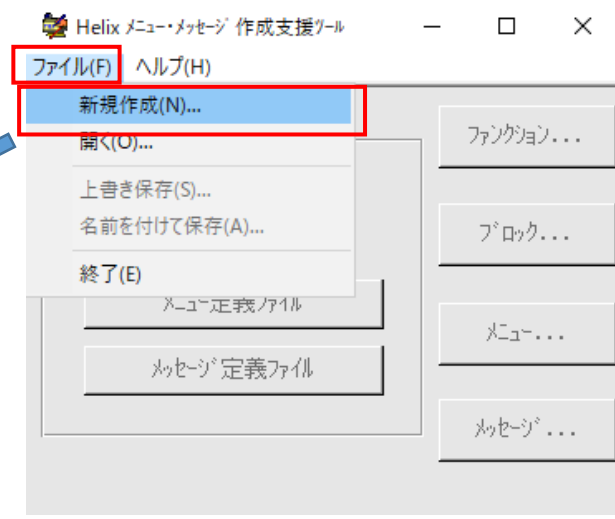 Helix ﾒﾆｭｰ・ﾒｯｾｰｼﾞ 作成支援ﾂｰﾙ
ファイル(F) ヘルプ(H)
新規作成(N)...
開く(O)...
上書き保存(S)...
名前を付けて保存(A)...
終了(E)
ﾒﾆｭｰ定義ﾌｧｲﾙ
ﾒｯｾｰｼﾞ定義ﾌｧｲﾙ
ﾌｧﾝｸｼｮﾝ...
ﾌﾞﾛｯｸ...
ﾒﾆｭｰ...
ﾒｯｾｰｼﾞ...